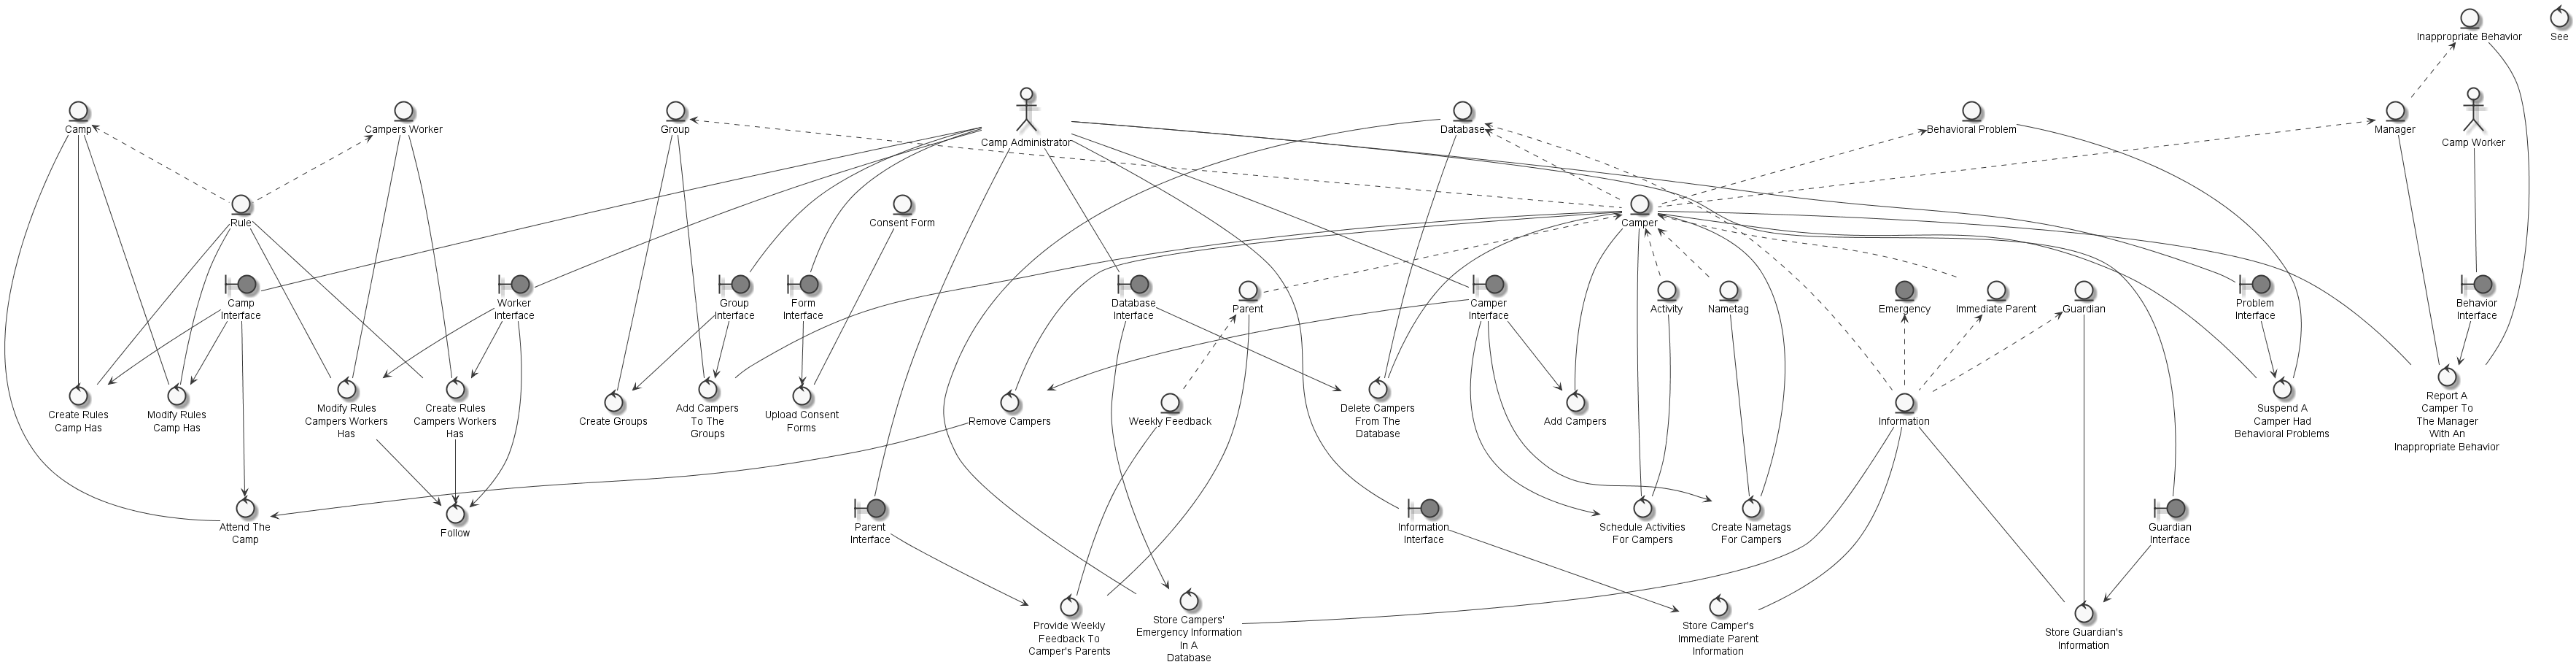 Inappropriate Behavior
See
Camp
Campers Worker
Group
Camp Administrator
Database
Behavioral Problem
Manager
Camp Worker
Rule
Consent Form
Camper
Camp
Interface
Worker
Interface
Group
Interface
Form
Interface
Database
Interface
Parent
Camper
Interface
Activity
Nametag
Emergency
Immediate Parent
Guardian
Problem
Interface
Behavior
Interface
Create Rules
Camp Has
Modify Rules
Camp Has
Modify Rules
Campers Workers
Has
Create Rules
Campers Workers
Has
Create Groups
Add Campers
To The
Groups
Upload Consent
Forms
Remove Campers
Weekly Feedback
Delete Campers
From The
Database
Add Campers
Information
Suspend A
Camper Had
Behavioral Problems
Report A
Camper To
The Manager
With An
Inappropriate Behavior
Attend The
Camp
Follow
Parent
Interface
Information
Interface
Schedule Activities
For Campers
Create Nametags
For Campers
Guardian
Interface
Provide Weekly
Feedback To
Camper's Parents
Store Campers'
Emergency Information
In A
Database
Store Camper's
Immediate Parent
Information
Store Guardian's
Information